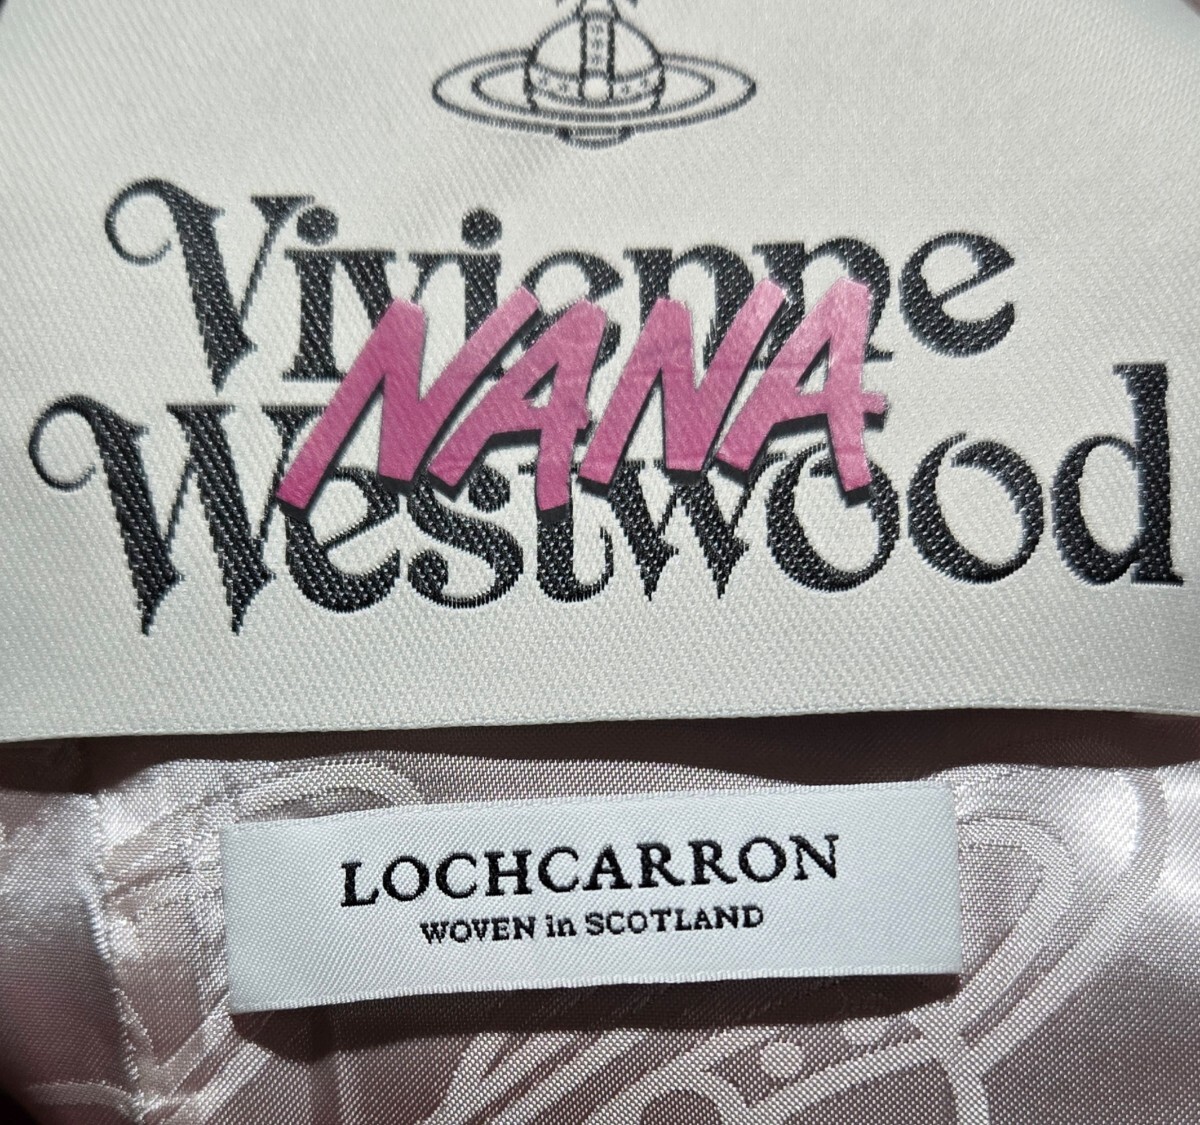 Vivienne
NANA
Westwood
LOCHCARRON
WOVEN in SCOTLAND